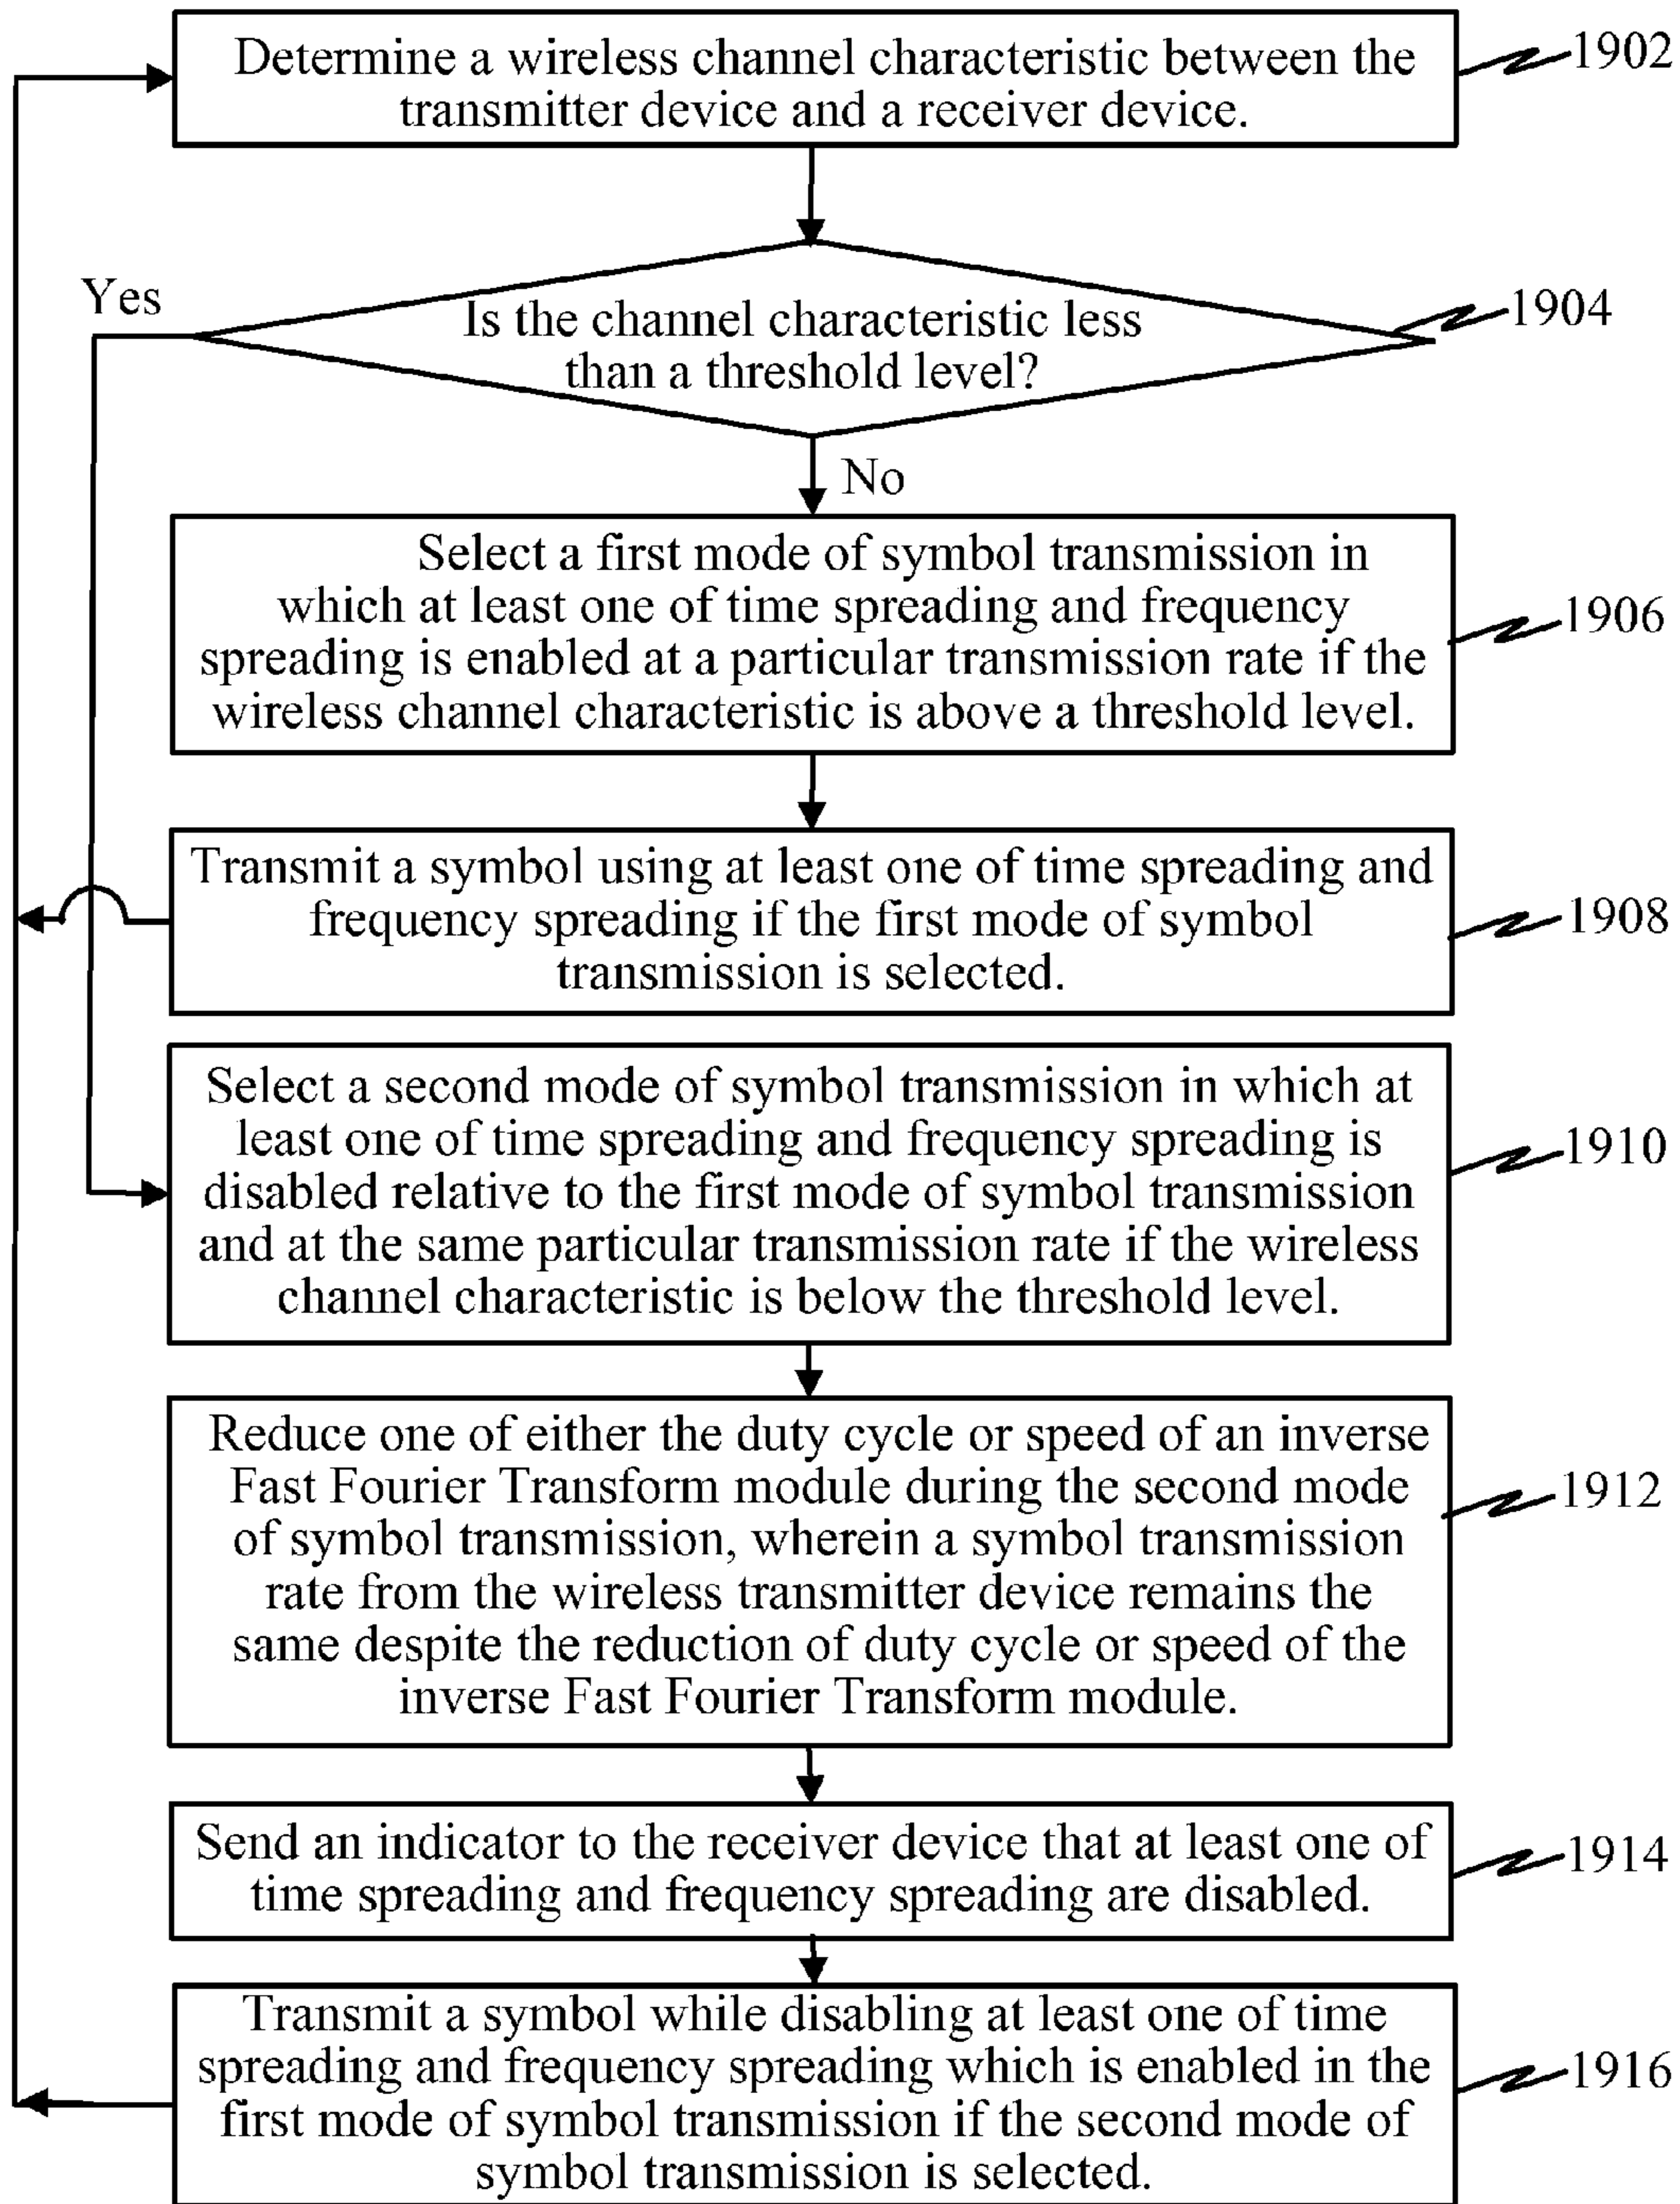 Determine a wireless channel characteristic between the
transmitter device and a receiver device.
1902
Yes
Is the channel characteristic less
than a threshold level?
1904
No
Select a first mode of symbol transmission in
which at least one of time spreading and frequency
spreading is enabled at a particular transmission rate if the
wireless channel characteristic is above a threshold level.
1906
Transmit a symbol using at least one of time spreading and
frequency spreading if the first mode of symbol
transmission is selected.
1908
Select a second mode of symbol transmission in which at
least one of time spreading and frequency spreading is
disabled relative to the first mode of symbol transmission
and at the same particular transmission rate if the wireless
channel characteristic is below the threshold level.
1910
Reduce one of either the duty cycle or speed of an inverse
Fast Fourier Transform module during the second mode
of symbol transmission, wherein a symbol transmission
rate from the wireless transmitter device remains the
same despite the reduction of duty cycle or speed of the
inverse Fast Fourier Transform module.
1912
Send an indicator to the receiver device that at least one of
time spreading and frequency spreading are disabled.
1914
Transmit a symbol while disabling at least one of time
spreading and frequency spreading which is enabled in the
first mode of symbol transmission if the second mode of
symbol transmission is selected.
1916